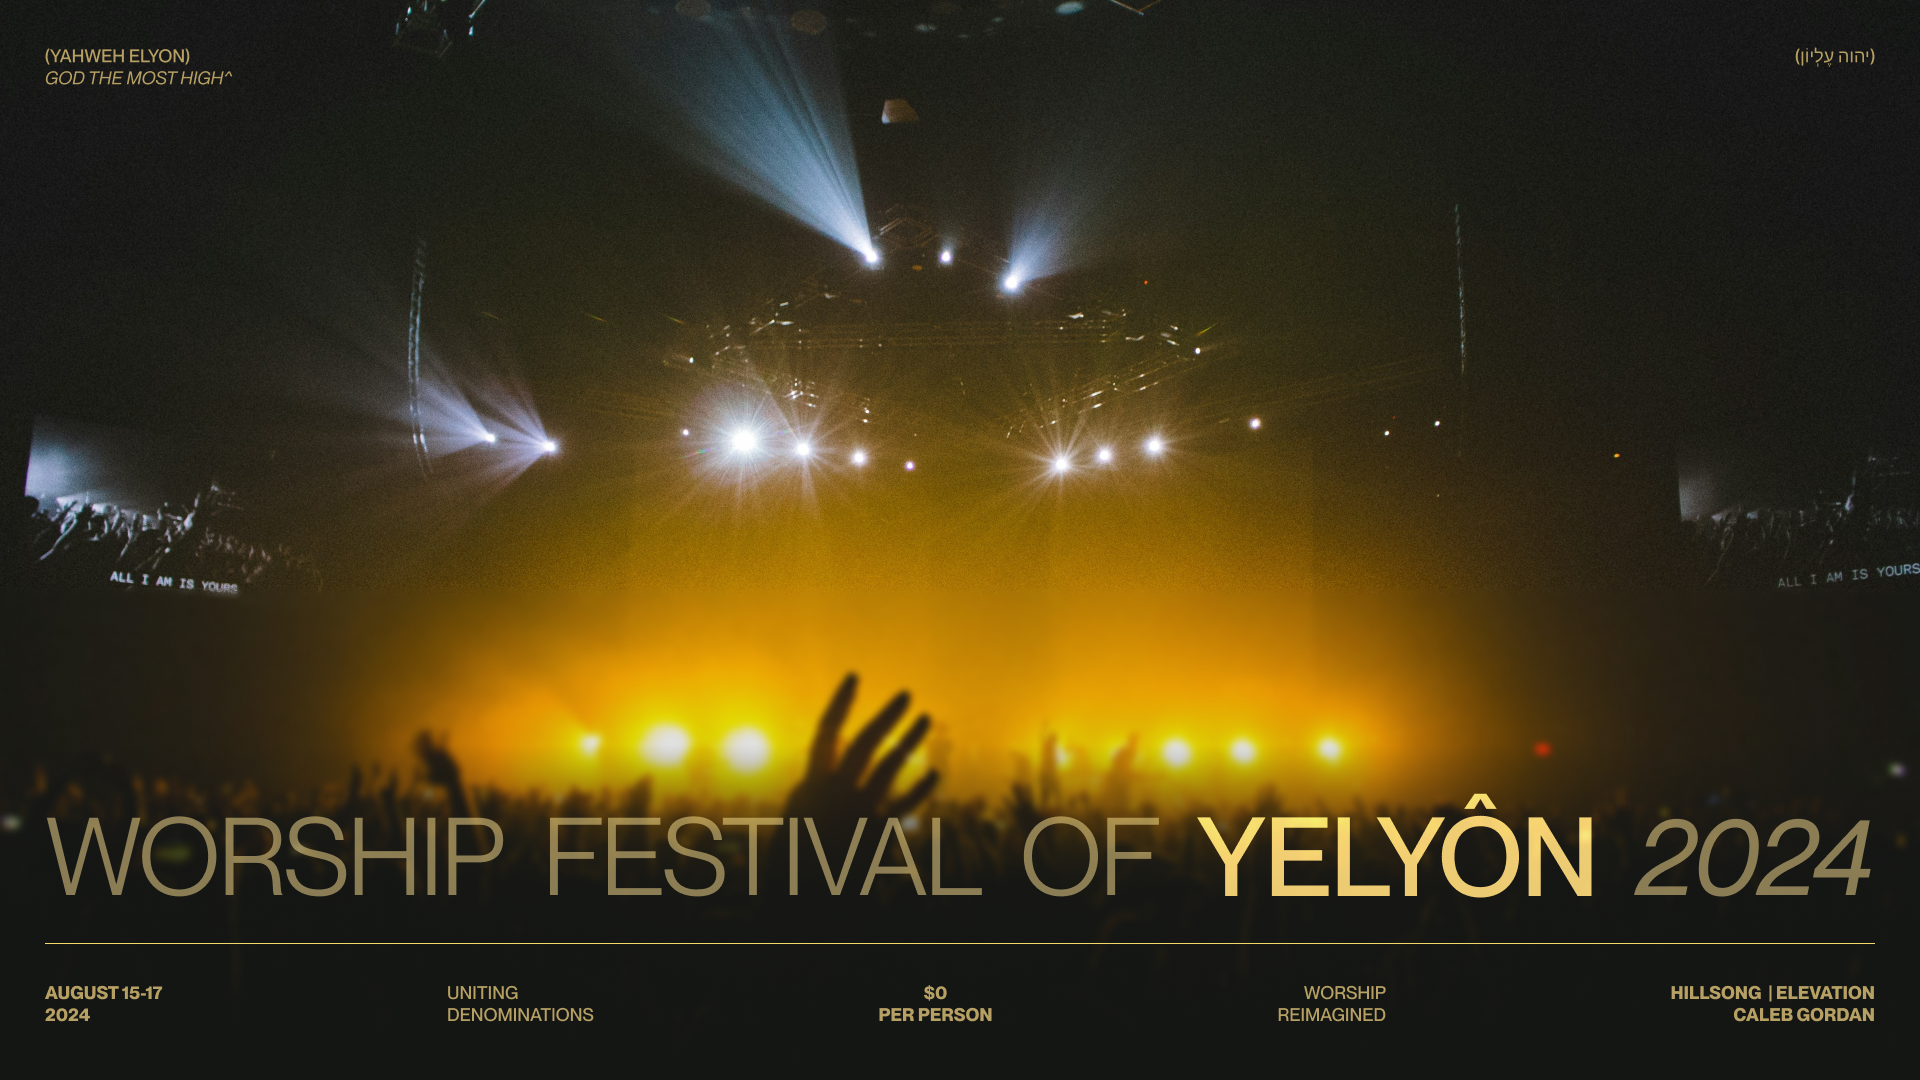 (YAHWEH ELYON)
GOD THE MOST HIGH^
(יהוה עֶלְיוֹן)
ALL I AM IS YOURS
ALL I AM IS YOURS
WORSHIP FESTIVAL OF YELYÔN 2024
AUGUST 15-17
2024
UNITING
DENOMINATIONS
$0
PER PERSON
WORSHIP
REIMAGINED
HILLSONG | ELEVATION
CALEB GORDAN